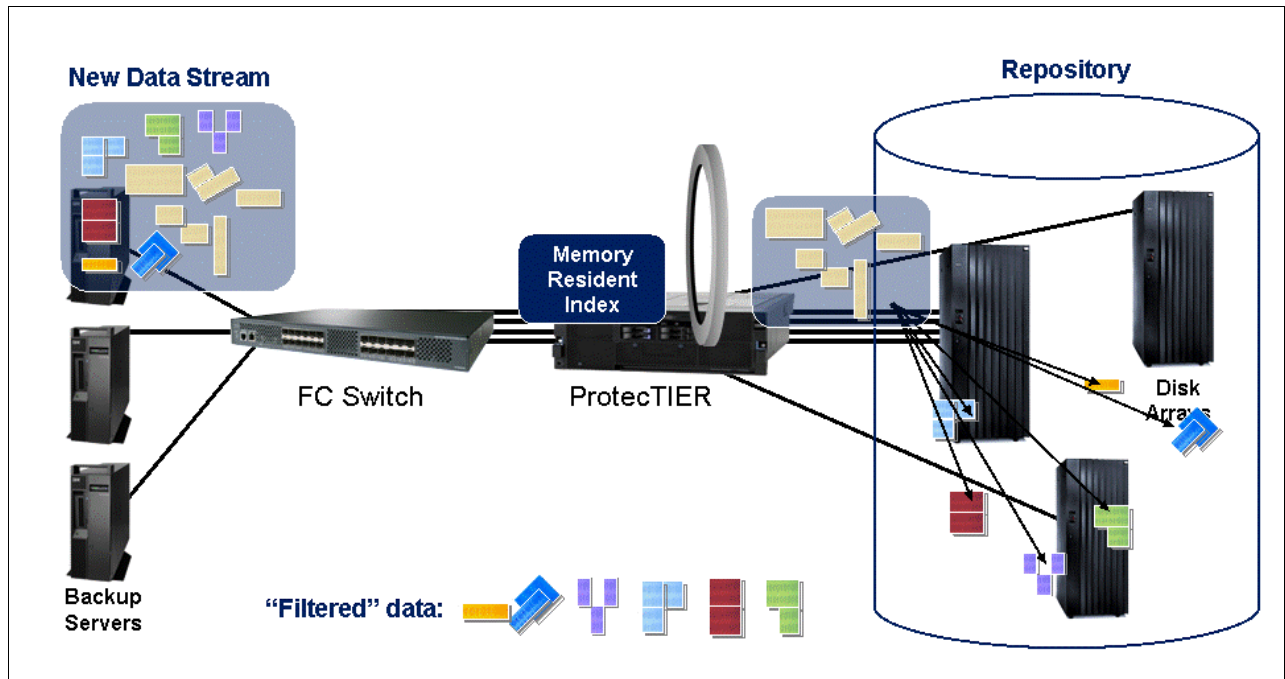 New Data Stream
Repository
Memory
Resident
Index
FC Switch
ProtecTIER
Disk
Arrays
Backup
Servers
“Filtered” data: